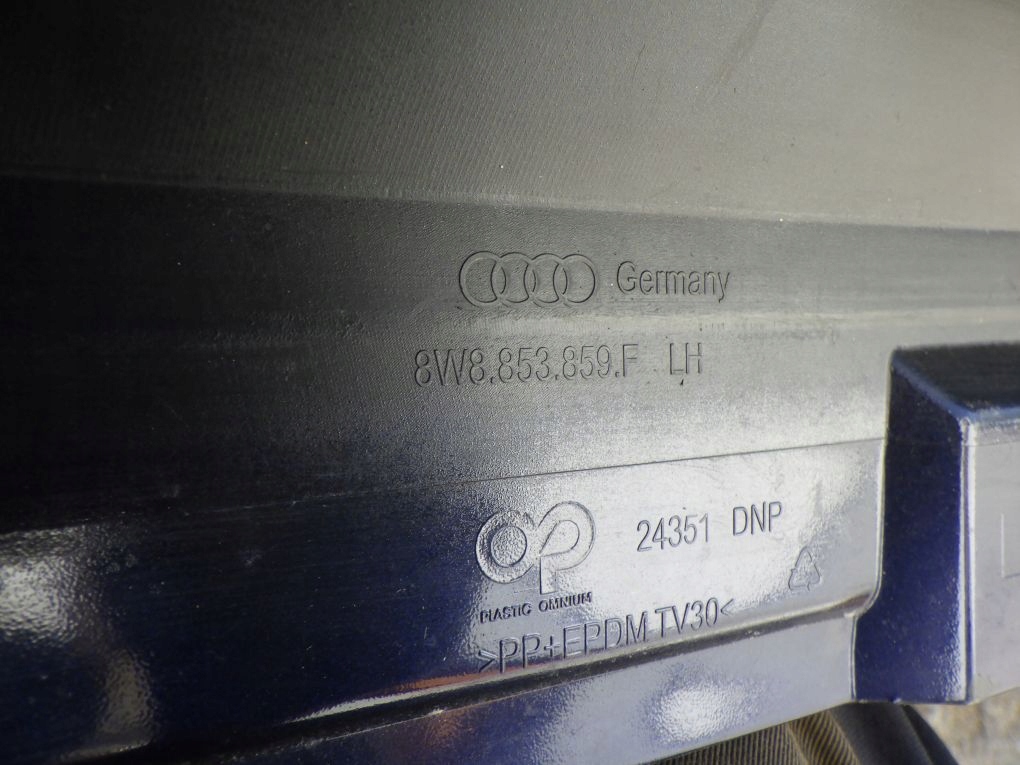 Germany
8W8.853.859.F LH
24351 DNP
PLASTIC OMNIUM
>PP+EPDM TV30<